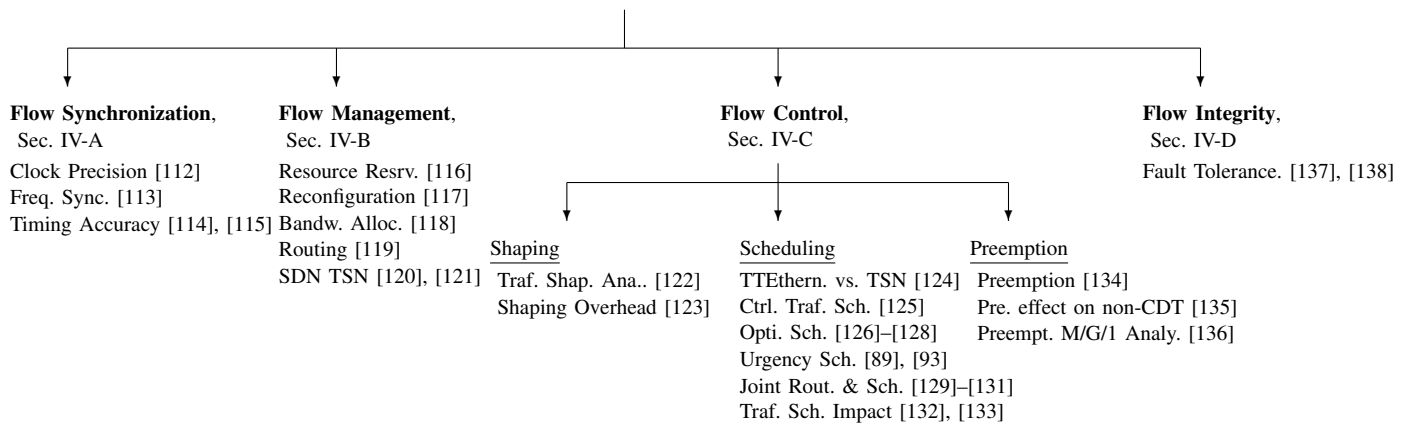 Flow Synchronization,
Sec. IV-A
Clock Precision [112]
Freq. Sync. [113]
Timing Accuracy [114], [115]
Flow Management,
Sec. IV-B
Resource Resrv. [116]
Reconfiguration [117]
Bandw. Alloc. [118]
Routing [119]
SDN TSN [120], [121]
Flow Control,
Sec. IV-C
Shaping
Traf. Shap. Ana.. [122]
Shaping Overhead [123]
Scheduling
TTEthern. vs. TSN [124]
Ctrl. Traf. Sch. [125]
Opti. Sch. [126]–[128]
Urgency Sch. [89], [93]
Joint Rout. & Sch. [129]–[131]
Traf. Sch. Impact [132], [133]
Preemption
Preemption [134]
Pre. effect on non-CDT [135]
Preempt. M/G/1 Analy. [136]
Flow Integrity,
Sec. IV-D
Fault Tolerance. [137], [138]